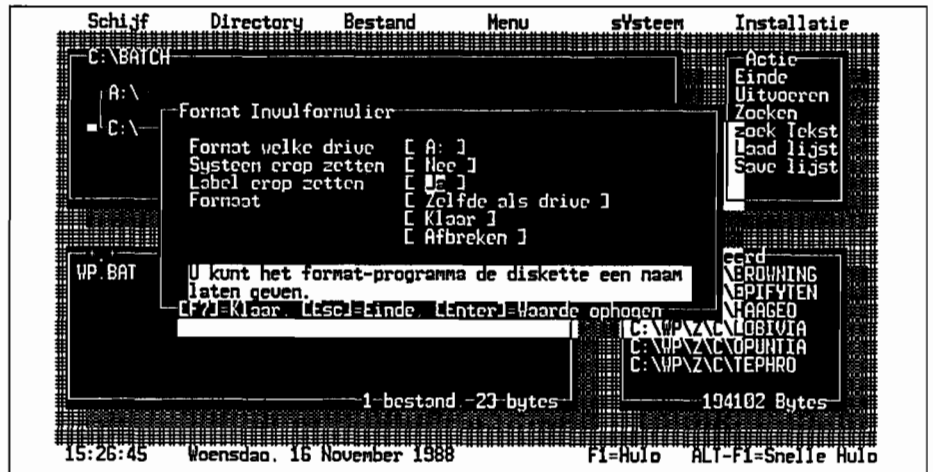 Schijf Directory Bestand Menu sYsteem Installatie
C:\BATCH
A:\
C:\
Actie
Einde
Uitvoeren
Zoeken
zoek Tekst
Laad lijst
Save lijst
Format Invulformulier
Format welke drive [ A: ]
Systeem erop zetten [ Nee ]
Label erop zetten [ Ja ]
Formaat [ Zelfde als drive ]
[ Klaar ]
[ Afbreken ]
U kunt het format-programma de diskette een naam
laten geven.
[F7]=Klaar. [Esc]=Einde. [Enter]=Waarde ophogen
WP.BAT
1 bestand 23 bytes
eerd
\BROWNING
\EPIFYTEN
\HAAGEO
C:\WP\Z\C\LOBIVIA
C:\WP\Z\C\OPUNTIA
C:\WP\Z\C\TEPHRO
194102 Bytes
15:26:45 Woensdag, 16 November 1988 F1=Hulp ALT-F1=Snelle Hulp